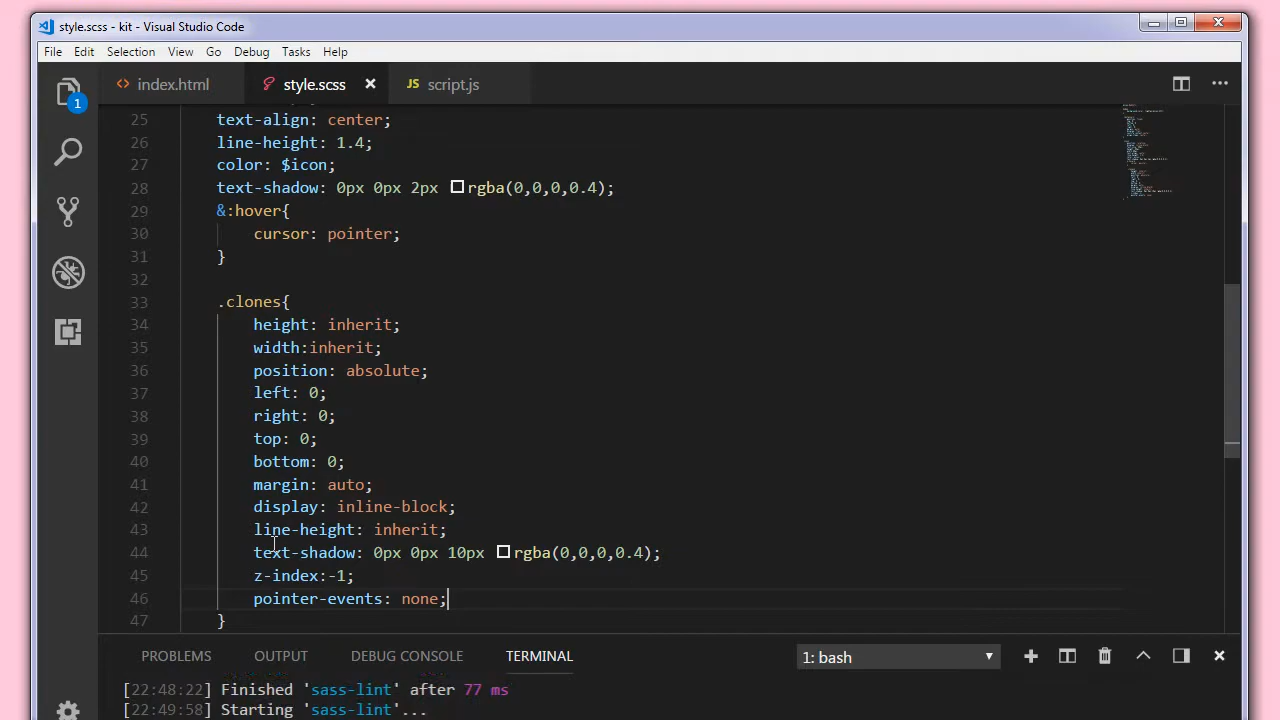 style.scss - kit - Visual Studio Code
File Edit Selection View Go Debug Tasks Help
1
<> index.html
style.scss ×
JS script.js
25 text-align: center;
26 line-height: 1.4;
27 color: $icon;
28 text-shadow: 0px 0px 2px rgba(0,0,0,0.4);
29 &:hover{
30 cursor: pointer;
31 }
32
33 .clones{
34 height: inherit;
35 width:inherit;
36 position: absolute;
37 left: 0;
38 right: 0;
39 top: 0;
40 bottom: 0;
41 margin: auto;
42 display: inline-block;
43 line-height: inherit;
44 text-shadow: 0px 0px 10px rgba(0,0,0,0.4);
45 z-index:-1;
46 pointer-events: none;
47 }
PROBLEMS OUTPUT DEBUG CONSOLE TERMINAL 1: bash
[22:48:22] Finished 'sass-lint' after 77 ms
[22:49:58] Starting 'sass-lint'...